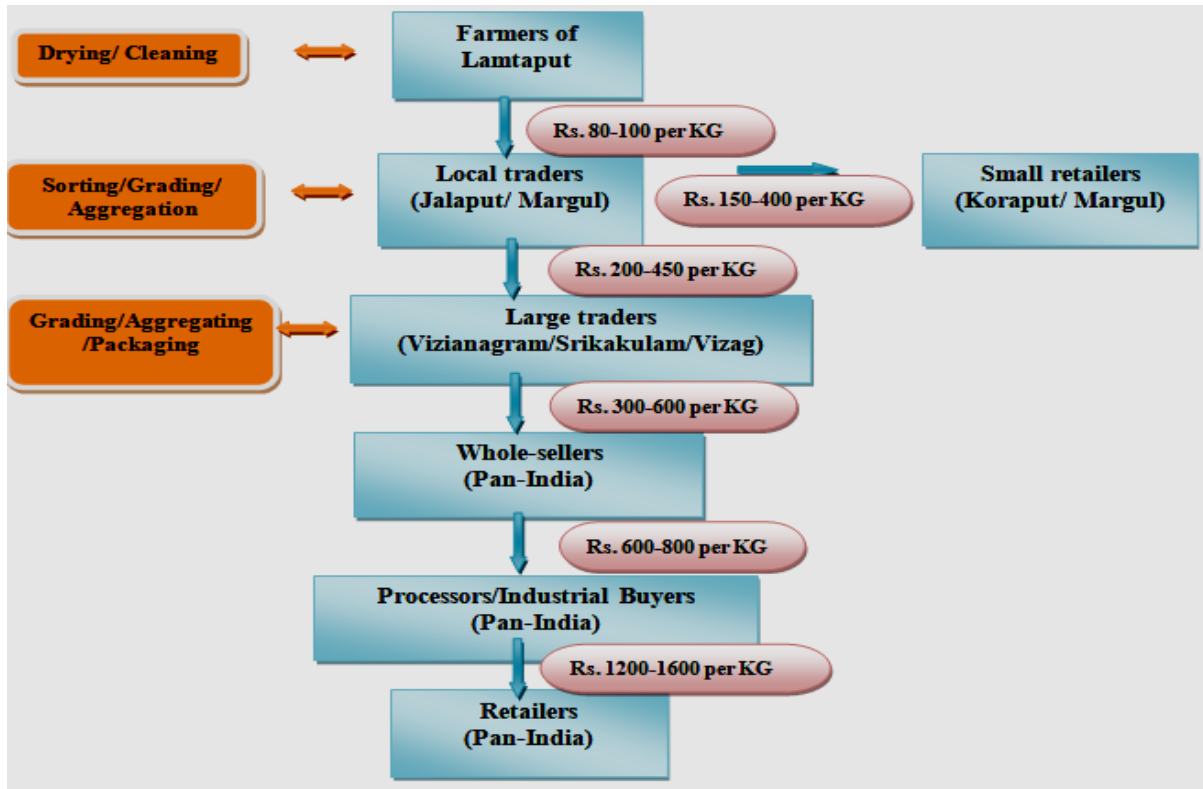 Drying/ Cleaning
Farmers of
Lamtaput
Rs. 80-100 per KG
Sorting/Grading/
Aggregation
Local traders
(Jalaput/ Margul)
Rs. 150-400 per KG
Small retailers
(Koraput/ Margul)
Rs. 200-450 per KG
Grading/Aggregating
/Packaging
Large traders
(Vizianagram/Srikakulam/Vizag)
Rs. 300-600 per KG
Whole-sellers
(Pan-India)
Rs. 600-800 per KG
Processors/Industrial Buyers
(Pan-India)
Rs. 1200-1600 per KG
Retailers
(Pan-India)